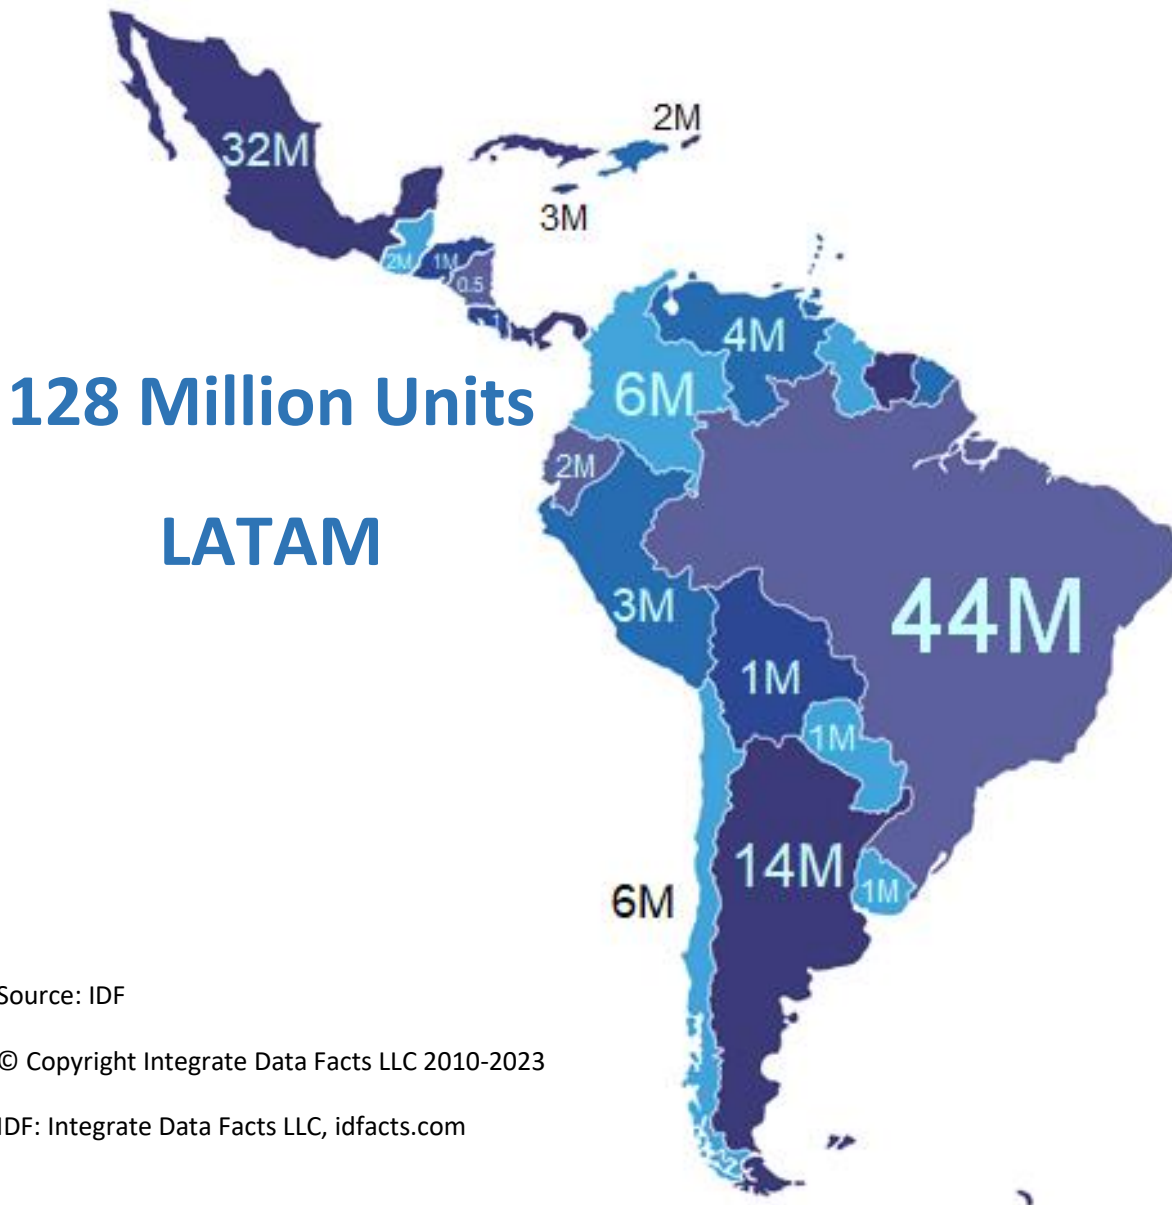 2M
32M
3M
2M
1M
0.5
1
4M
6M
128 Million Units
2M
LATAM
44M
3M
1M
1M
14M
1M
6M
Source: IDF
© Copyright Integrate Data Facts LLC 2010-2023
IDF: Integrate Data Facts LLC, idfacts.com